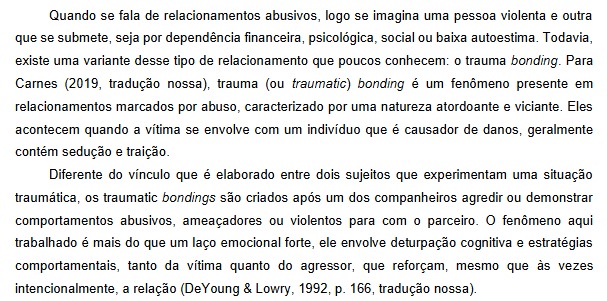 Quando se fala de relacionamentos abusivos, logo se imagina uma pessoa violenta e outra
que se submete, seja por dependência financeira, psicológica, social ou baixa autoestima. Todavia,
existe uma variante desse tipo de relacionamento que poucos conhecem: o trauma bonding. Para
Carnes (2019, tradução nossa), trauma (ou traumatic) bonding é um fenômeno presente em
relacionamentos marcados por abuso, caracterizado por uma natureza atordoante e viciante. Eles
acontecem quando a vítima se envolve com um indivíduo que é causador de danos, geralmente
contém sedução e traição.
Diferente do vínculo que é elaborado entre dois sujeitos que experimentam uma situação
traumática, os traumatic bondings são criados após um dos companheiros agredir ou demonstrar
comportamentos abusivos, ameaçadores ou violentos para com o parceiro. O fenômeno aqui
trabalhado é mais do que um laço emocional forte, ele envolve deturpação cognitiva e estratégias
comportamentais, tanto da vítima quanto do agressor, que reforçam, mesmo que às vezes
intencionalmente, a relação (DeYoung & Lowry, 1992, p. 166, tradução nossa).